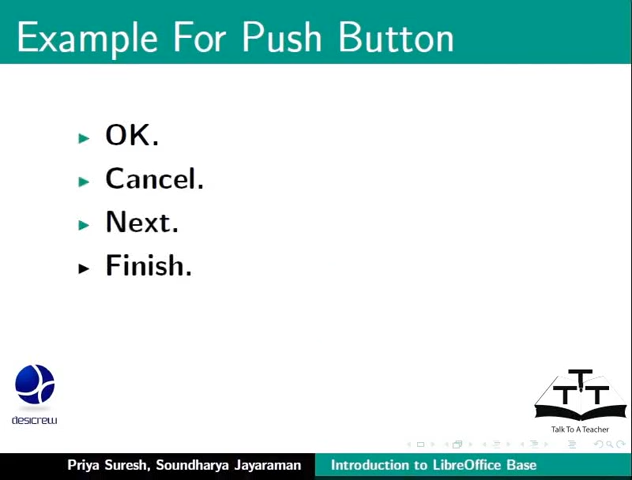 Example For Push Button
OK.
Cancel.
Next.
Finish.
desicrew
T
T T
Talk To A Teacher
Priya Suresh, Soundharya Jayaraman
Introduction to LibreOffice Base